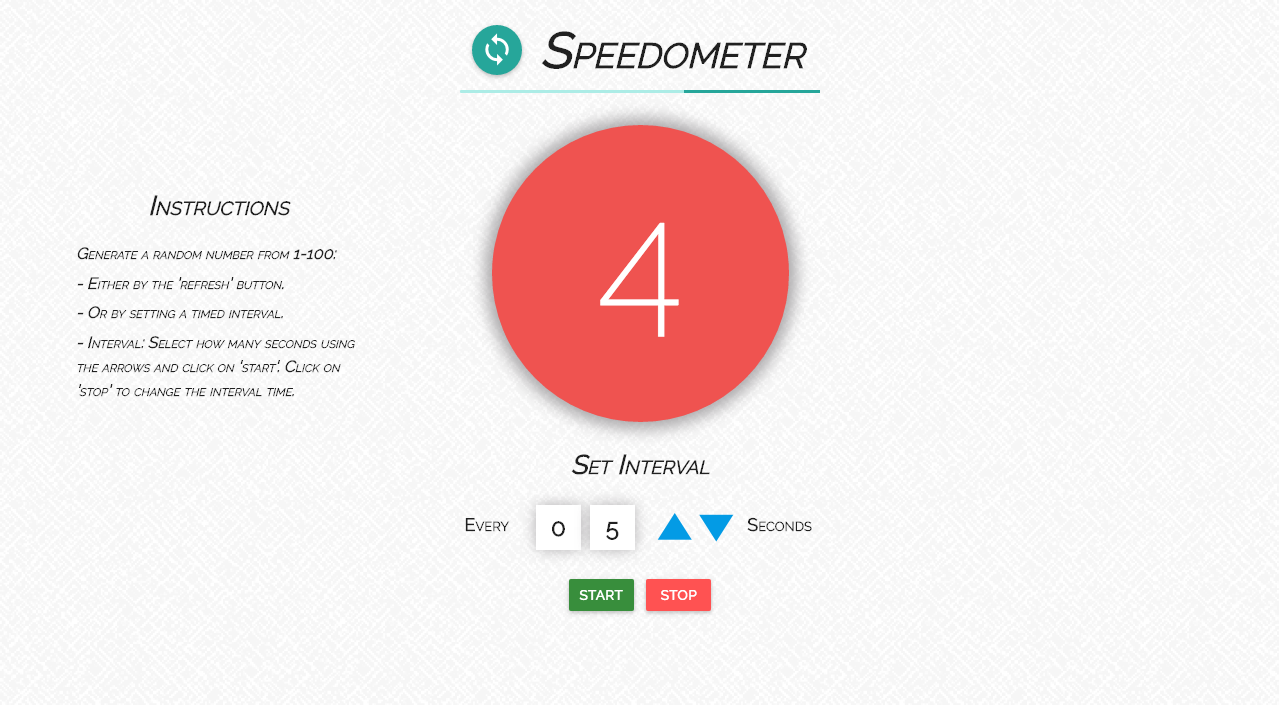 Speedometer
Instructions
Generate a random number from 1-100:
- Either by the 'refresh' button.
- Or by setting a timed interval.
- Interval: Select how many seconds using
the arrows and click on 'start'. Click on
'stop' to change the interval time.
4
Set Interval
Every 0 5 Seconds
START STOP